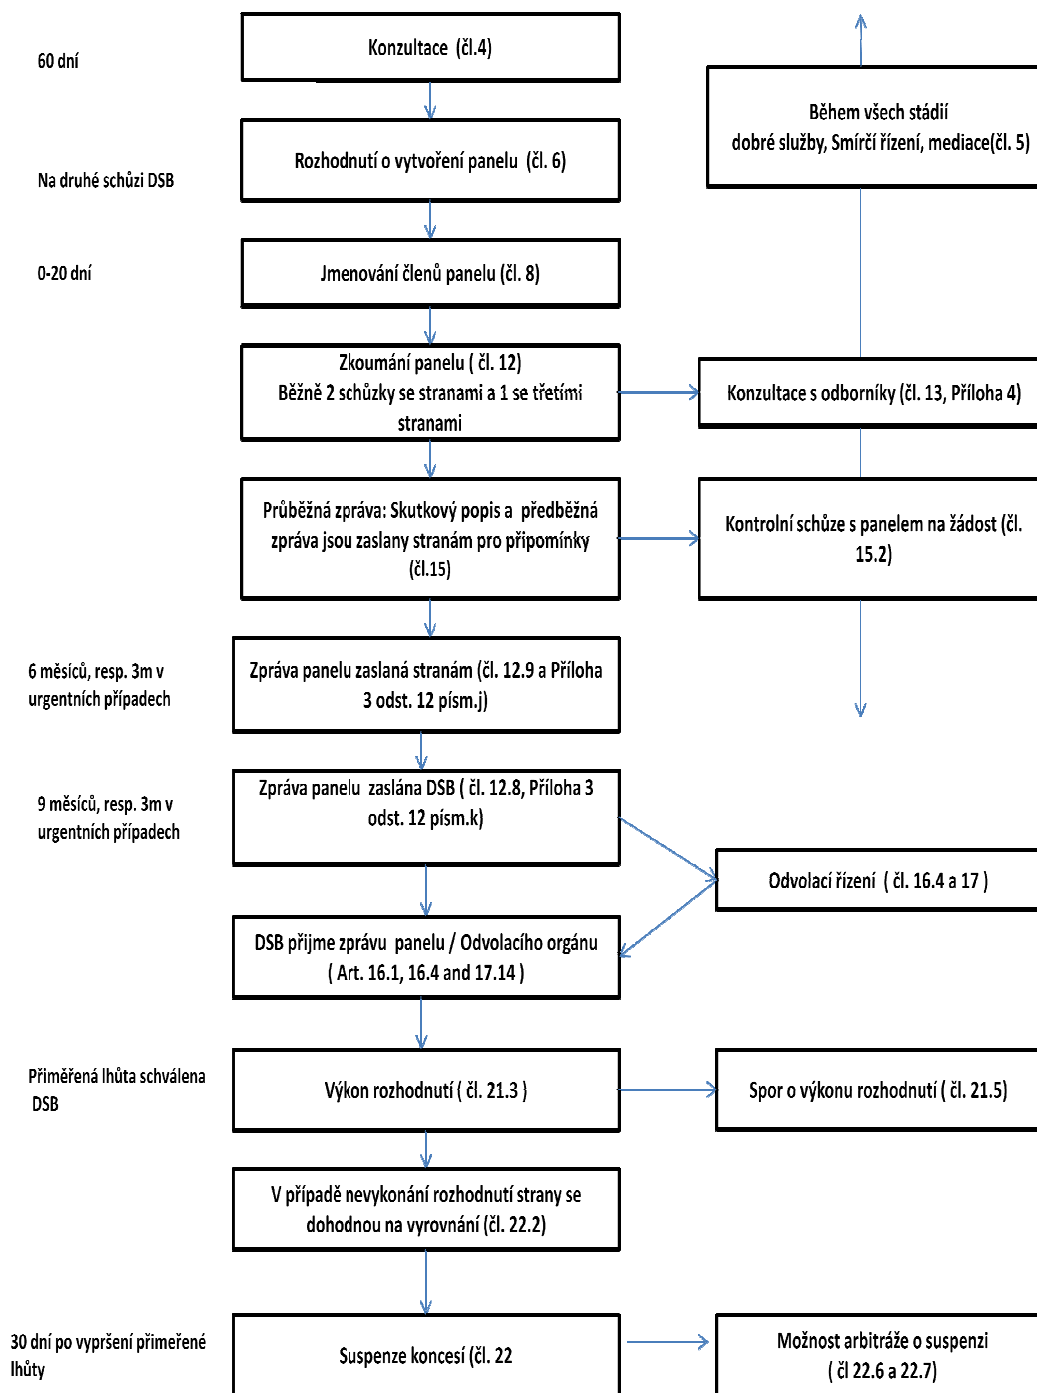 60 dní
Konzultace (čl.4)
Během všech stádií
dobré služby, Smírčí řízení, mediace(čl. 5)
Na druhé schůzi DSB
Rozhodnutí o vytvoření panelu (čl. 6)
0-20 dní
Jmenování členů panelu (čl. 8)
Zkoumání panelu ( čl. 12)
Běžně 2 schůzky se stranami a 1 se třetími
stranami
Konzultace s odborníky (čl. 13, Příloha 4)
Průběžná zpráva: Skutkový popis a předběžná
zpráva jsou zaslany stranám pro připomínky
(čl.15)
Kontrolní schůze s panelem na žádost (čl.
15.2)
6 měsíců, resp. 3m v
urgentních případech
Zpráva panelu zaslaná stranám (čl. 12.9 a Příloha
3 odst. 12 písm.j)
9 měsíců, resp. 3m v
urgentních případech
Zpráva panelu zaslána DSB ( čl. 12.8, Příloha 3
odst. 12 písm.k)
Odvolací řízení ( čl. 16.4 a 17 )
DSB přijme zprávu panelu / Odvolacího orgánu
( Art. 16.1, 16.4 and 17.14 )
Přiměřená lhůta schválena
DSB
Výkon rozhodnutí ( čl. 21.3 )
Spor o výkonu rozhodnutí ( čl. 21.5)
V případě nevykonání rozhodnutí strany se
dohodnou na vyrovnání (čl. 22.2)
30 dní po vypršení přimeřené
lhůty
Suspenze koncesí (čl. 22
Možnost arbitráže o suspenzi
( čl 22.6 a 22.7)